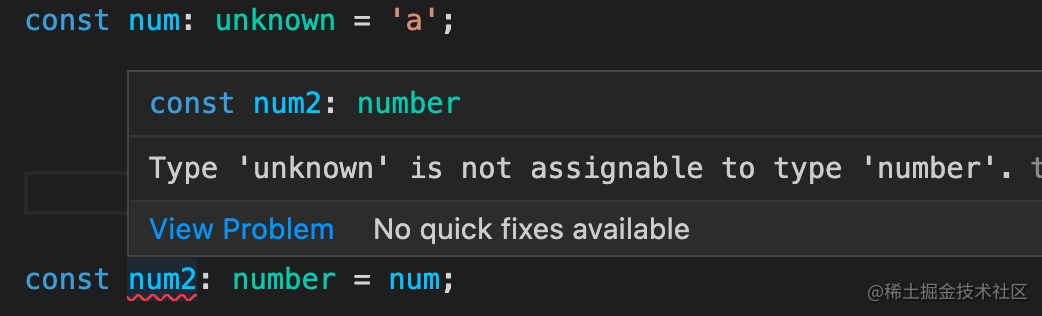 const num: unknown = 'a';
const num2: number
Type 'unknown' is not assignable to type 'number'. t
View Problem No quick fixes available
const num2: number = num;
@稀土掘金技术社区